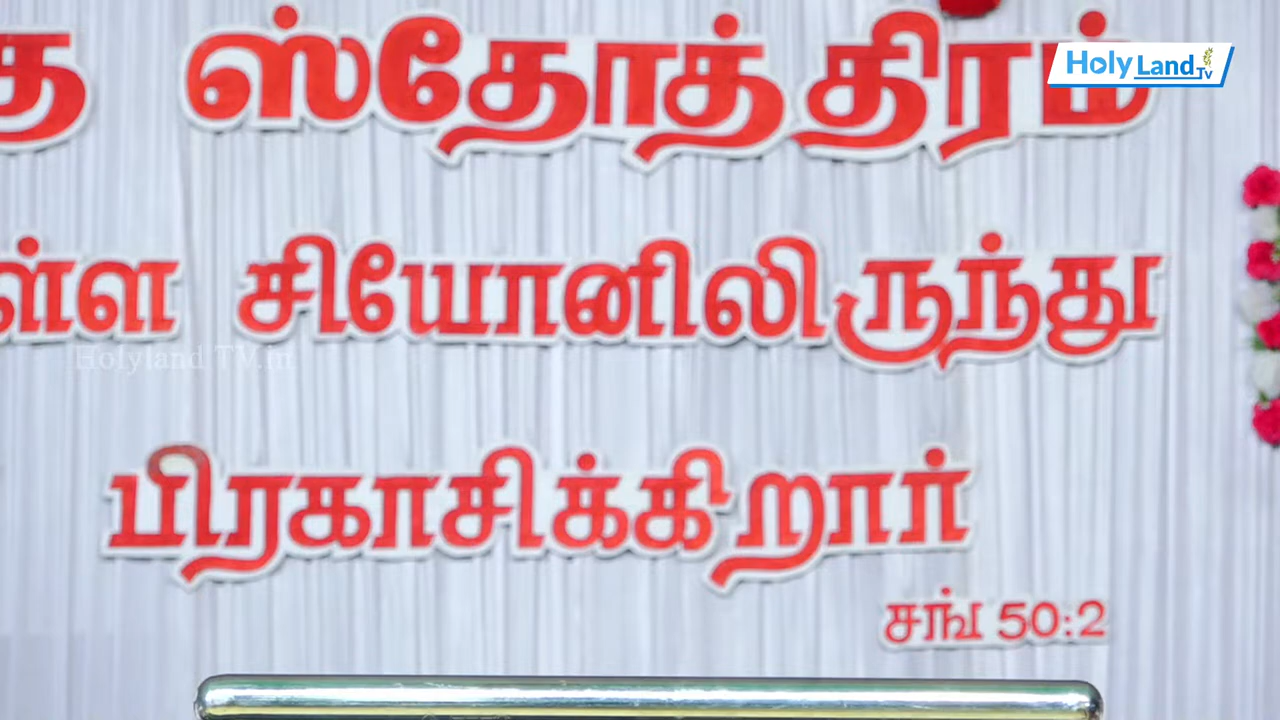 ஸ்தோத்திரம்
Holy Land TV
சியோனிலிருந்து
Holyland TV.in
பிரகாசிக்கிறார்
சங் 50:2